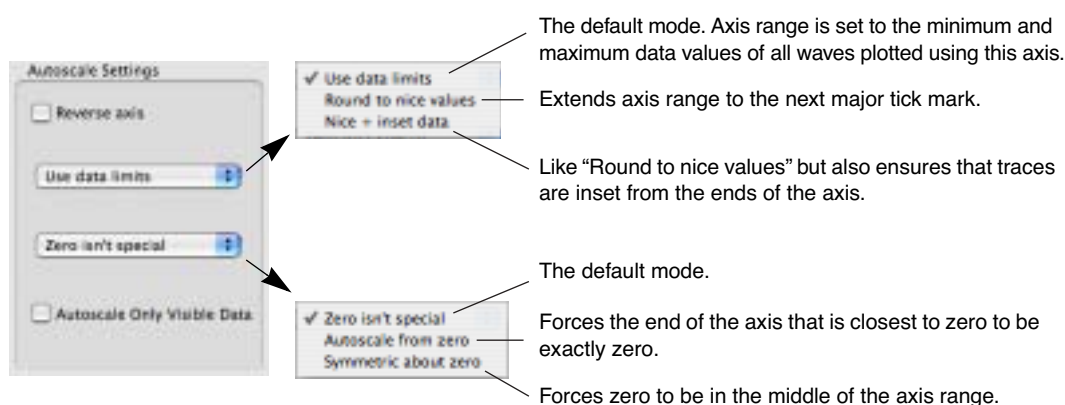 The default mode. Axis range is set to the minimum and
maximum data values of all waves plotted using this axis.
Autoscale Settings
Reverse axis
Use data limits
Zero isn't special
Autoscale Only Visible Data
✓ Use data limits
Round to nice values
Nice + inset data
Extends axis range to the next major tick mark.
Like “Round to nice values” but also ensures that traces
are inset from the ends of the axis.
The default mode.
✓ Zero isn't special
Autoscale from zero
Symmetric about zero
Forces the end of the axis that is closest to zero to be
exactly zero.
Forces zero to be in the middle of the axis range.